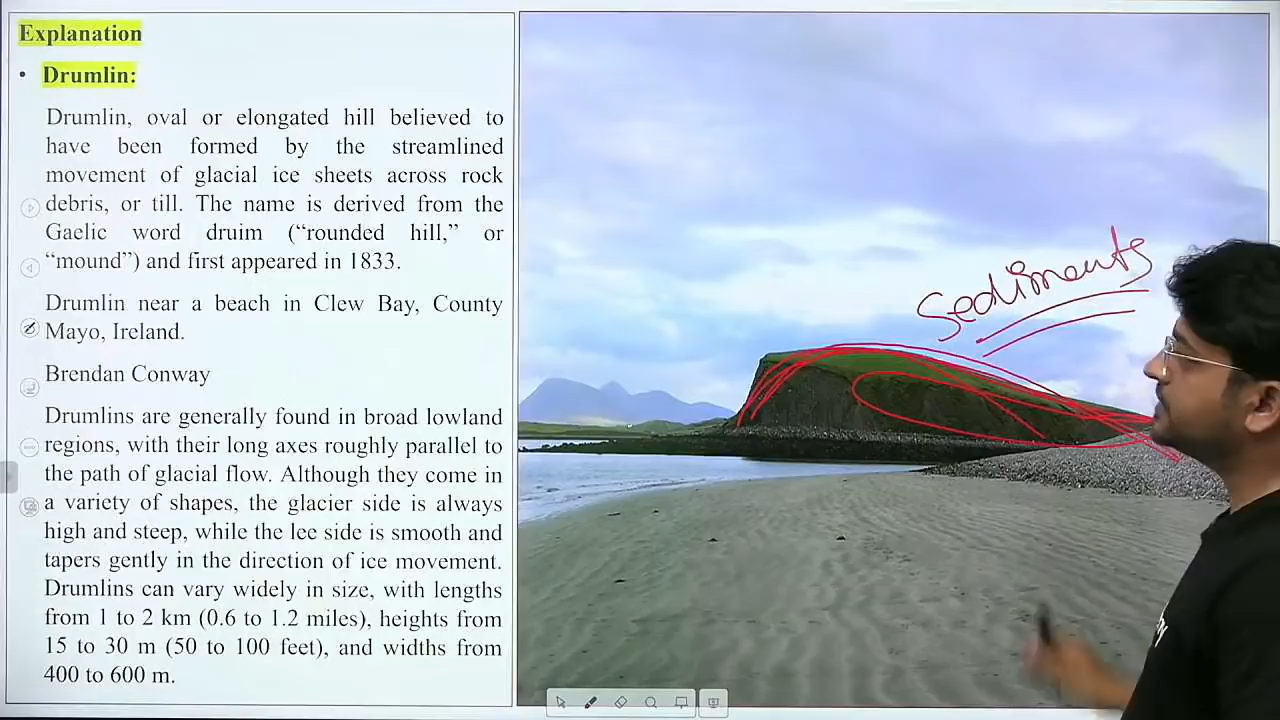 Explanation
• Drumlin:
Drumlin, oval or elongated hill believed to
have been formed by the streamlined
movement of glacial ice sheets across rock
debris, or till. The name is derived from the
Gaelic word druim (“rounded hill,” or
“mound”) and first appeared in 1833.
Drumlin near a beach in Clew Bay, County
Mayo, Ireland.
Brendan Conway
Drumlins are generally found in broad lowland
regions, with their long axes roughly parallel to
the path of glacial flow. Although they come in
a variety of shapes, the glacier side is always
high and steep, while the lee side is smooth and
tapers gently in the direction of ice movement.
Drumlins can vary widely in size, with lengths
from 1 to 2 km (0.6 to 1.2 miles), heights from
15 to 30 m (50 to 100 feet), and widths from
400 to 600 m.
Sediments